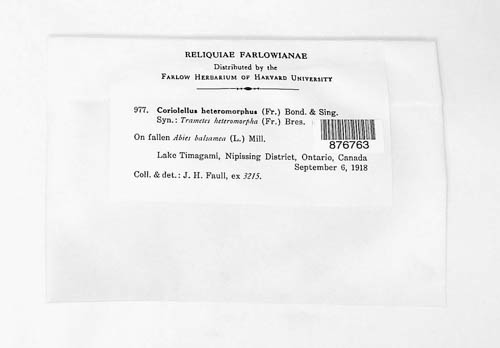 RELIQUIAE FARLOWIANAE
Distributed by the
FARLOW HERBARIUM OF HARVARD UNIVERSITY
977. Coriolellus heteromorphus (Fr.) Bond. & Sing.
Syn.: Trametes heteromorpha (Fr.) Bres.
On fallen Abies balsamea (L.) Mill.
876763
Lake Timagami, Nipissing District, Ontario, Canada
September 6, 1918
Coll. & det.: J. H. Faull, ex 3215.